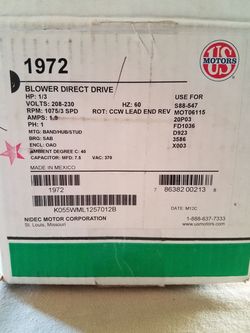 1972
US
MOTORS
BLOWER DIRECT DRIVE
HP: 1/3
VOLTS: 208-230 HZ: 60
RPM: 1075/3 SPD ROT: CCW LEAD END REV
AMPS: 1.9
PH: 1
MTG: BAND/HUB/STUD
BRG: SAB
ENCL: OAO
AMBIENT DEGREE C: 40
CAPACITOR: MFD: 7.5 VAC: 370
MADE IN MEXICO
USE FOR
S88-547
MOT06115
20P03
FD1036
D923
3586
X003
1972
7 86382 00213 8
K055WML1257012B
DATE: M12C
NIDEC MOTOR CORPORATION
St. Louis, Missouri
1-888-637-7333
www.usmotors.com